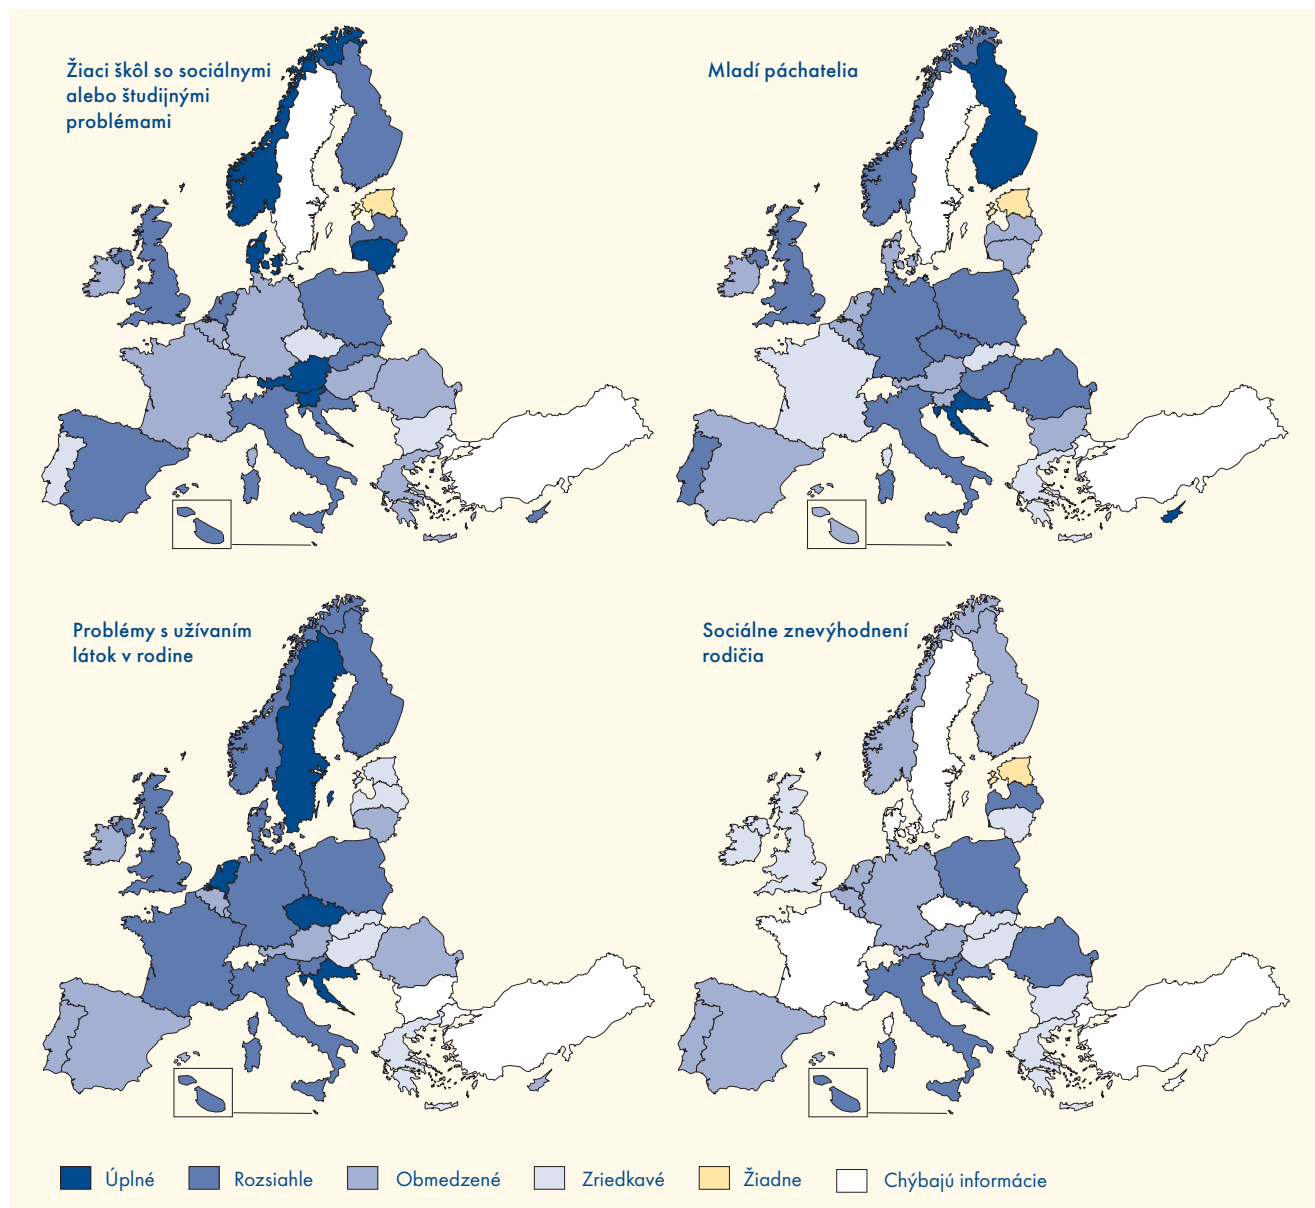 Žiaci škôl so sociálnymi
alebo študijnými
problémami
Mladí páchatelia
Problémy s užívaním
látok v rodine
Sociálne znevýhodnení
rodičia
Úplné
Rozsiahle
Obmedzené
Zriedkavé
Žiadne
Chýbajú informácie